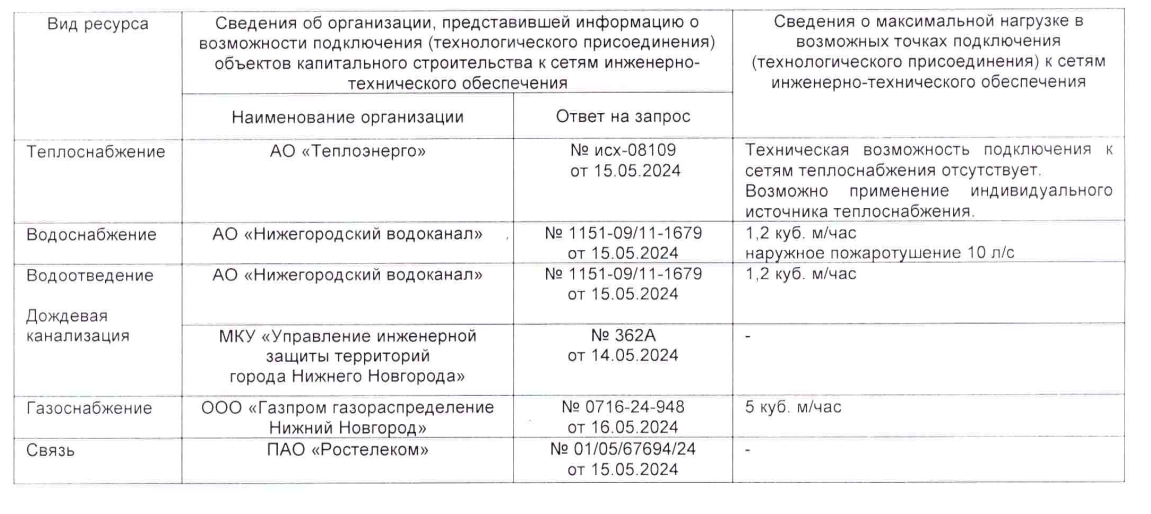 Вид ресурса
Сведения об организации, представившей информацию о
возможности подключения (технологического присоединения)
объектов капитального строительства к сетям инженерно-
технического обеспечения
Сведения о максимальной нагрузке в
возможных точках подключения
(технологического присоединения) к сетям
инженерно-технического обеспечения
Наименование организации
Ответ на запрос
Теплоснабжение
АО «Теплоэнерго»
№ исх-08109
от 15.05.2024
Техническая возможность подключения к
сетям теплоснабжения отсутствует.
Возможно применение индивидуального
источника теплоснабжения.
Водоснабжение
АО «Нижегородский водоканал»
№ 1151-09/11-1679
от 15.05.2024
1,2 куб. м/час
наружное пожаротушение 10 л/с
Водоотведение
АО «Нижегородский водоканал»
№ 1151-09/11-1679
от 15.05.2024
1,2 куб. м/час
Дождевая
канализация
МКУ «Управление инженерной
защиты территорий
города Нижнего Новгорода»
№ 362А
от 14.05.2024
-
Газоснабжение
ООО «Газпром газораспределение
Нижний Новгород»
№ 0716-24-948
от 16.05.2024
5 куб. м/час
Связь
ПАО «Ростелеком»
№ 01/05/67694/24
от 15.05.2024
-